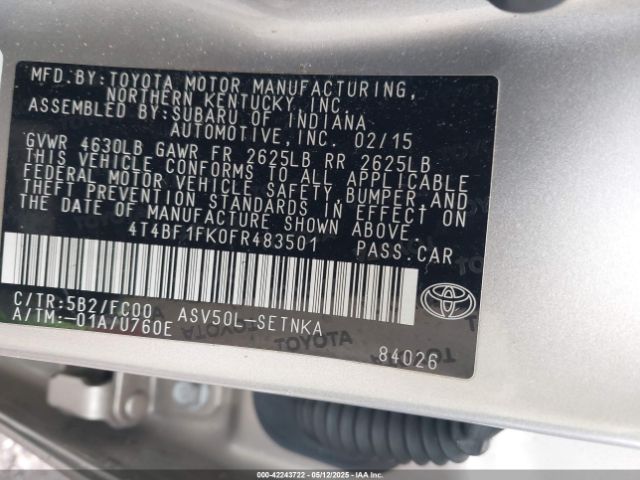 MFD.BY:TOYOTA MOTOR MANUFACTURING,
NORTHERN KENTUCKY,INC
ASSEMBLED BY:SUBARU OF INDIANA
AUTOMOTIVE,INC. 02/15
GVWR 4630LB GAWR FR 2625LB RR 2625LB
THIS VEHICLE CONFORMS TO ALL APPLICABLE
FEDERAL MOTOR VEHICLE SAFETY,BUMPER,AND
THEFT PREVENTION STANDARDS IN EFFECT ON
THE DATE OF MANUFACTURE SHOWN ABOVE.
4T4BF1FK0FR483501 PASS.CAR
C/TR:5B2/FC00 ASV50L-SETNKA
A/TM:-01A/U760E
84026
TOYOTA
000-42243722 - 05/12/2025 - IAA Inc.